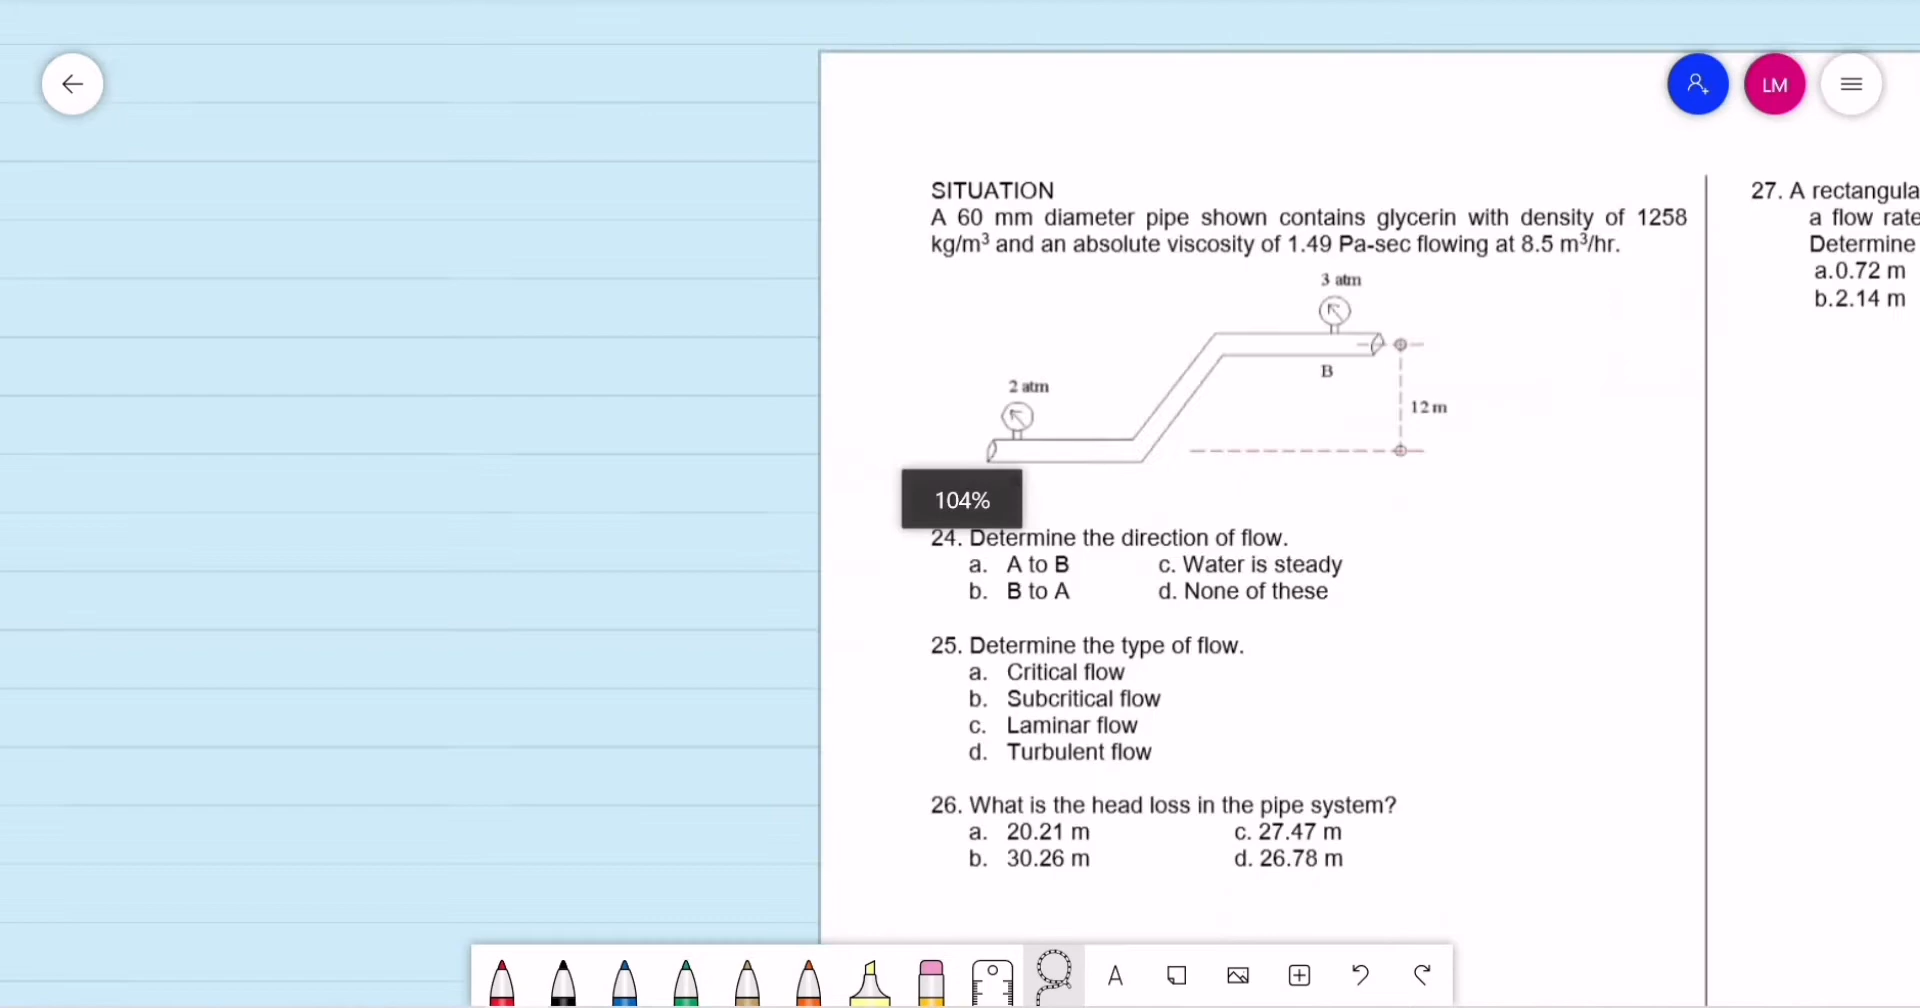 LM
SITUATION
A 60 mm diameter pipe shown contains glycerin with density of 1258
kg/m³ and an absolute viscosity of 1.49 Pa-sec flowing at 8.5 m³/hr.
3 atm
B
2 atm
12 m
104%
24. Determine the direction of flow.
a. A to B c. Water is steady
b. B to A d. None of these
25. Determine the type of flow.
a. Critical flow
b. Subcritical flow
c. Laminar flow
d. Turbulent flow
26. What is the head loss in the pipe system?
a. 20.21 m c. 27.47 m
b. 30.26 m d. 26.78 m
27. A rectangula
a flow rate
Determine
a.0.72 m
b.2.14 m
A